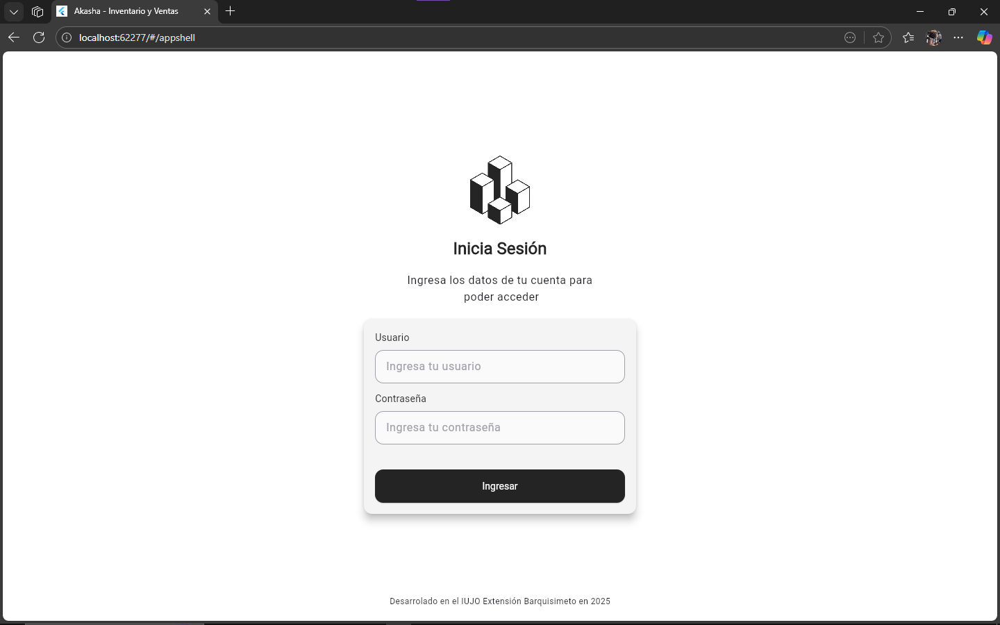 Akasha - Inventario y Ventas
localhost:62277/#/appshell
Inicia Sesión
Ingresa los datos de tu cuenta para
poder acceder
Usuario
Ingresa tu usuario
Contraseña
Ingresa tu contraseña
Ingresar
Desarrolado en el IUJO Extensión Barquisimeto en 2025